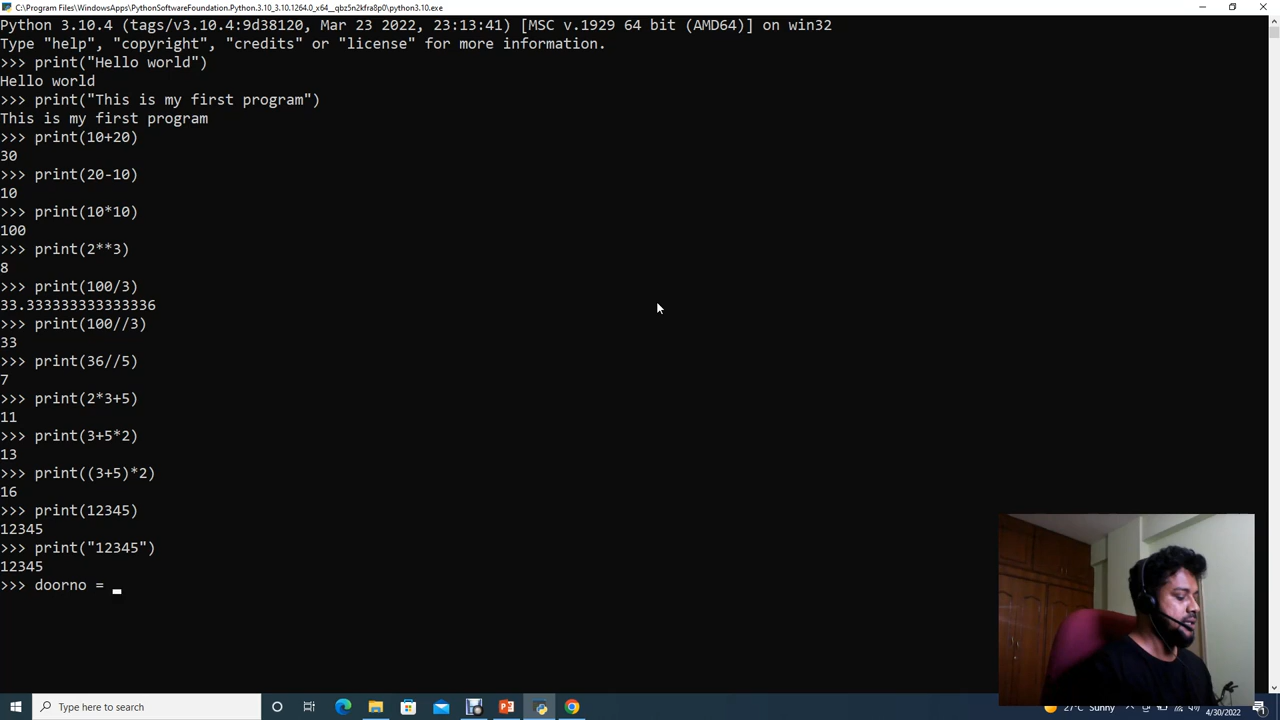 C:\Program Files\WindowsApps\PythonSoftwareFoundation.Python.3.10_3.10.1264.0_x64__qbz5n2kfra8p0\python3.10.exe
Python 3.10.4 (tags/v3.10.4:9d38120, Mar 23 2022, 23:13:41) [MSC v.1929 64 bit (AMD64)] on win32
Type "help", "copyright", "credits" or "license" for more information.
>>> print("Hello world")
Hello world
>>> print("This is my first program")
This is my first program
>>> print(10+20)
30
>>> print(20-10)
10
>>> print(10*10)
100
>>> print(2**3)
8
>>> print(100/3)
33.333333333333336
>>> print(100//3)
33
>>> print(36//5)
7
>>> print(2*3+5)
11
>>> print(3+5*2)
13
>>> print((3+5)*2)
16
>>> print(12345)
12345
>>> print("12345")
12345
>>> doorno =
Type here to search
27°C Sunny
4/30/2022